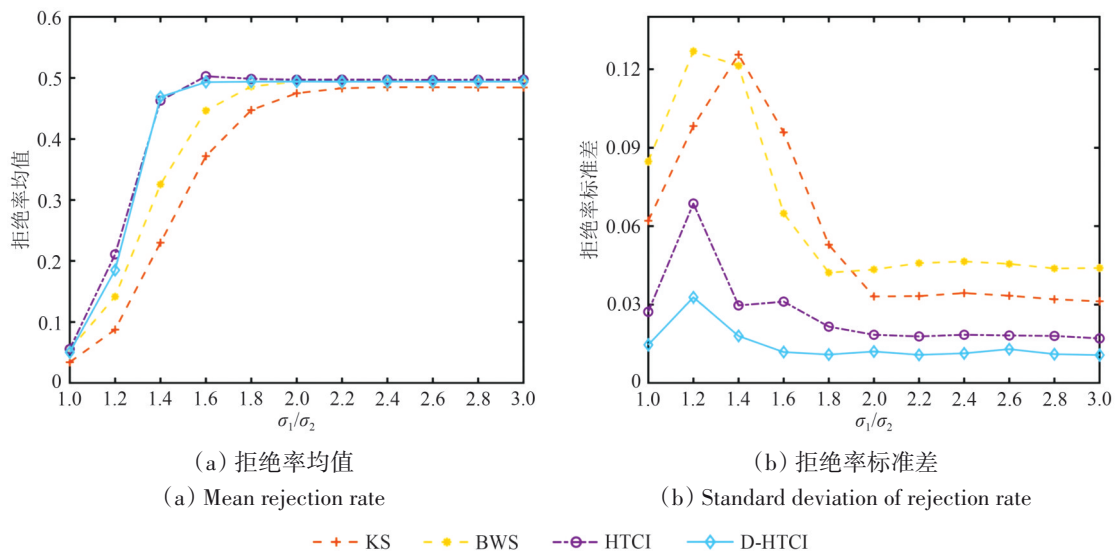 0.6
0.5
0.4
0.3
0.2
0.1
0
拒绝率均值
1.0 1.2 1.4 1.6 1.8 2.0 2.2 2.4 2.6 2.8 3.0
σ₁/σ₂
(a) 拒绝率均值
(a) Mean rejection rate
0.12
0.09
0.06
0.03
0
拒绝率标准差
1.0 1.2 1.4 1.6 1.8 2.0 2.2 2.4 2.6 2.8 3.0
σ₁/σ₂
(b) 拒绝率标准差
(b) Standard deviation of rejection rate
KS BWS HTCI D-HTCI